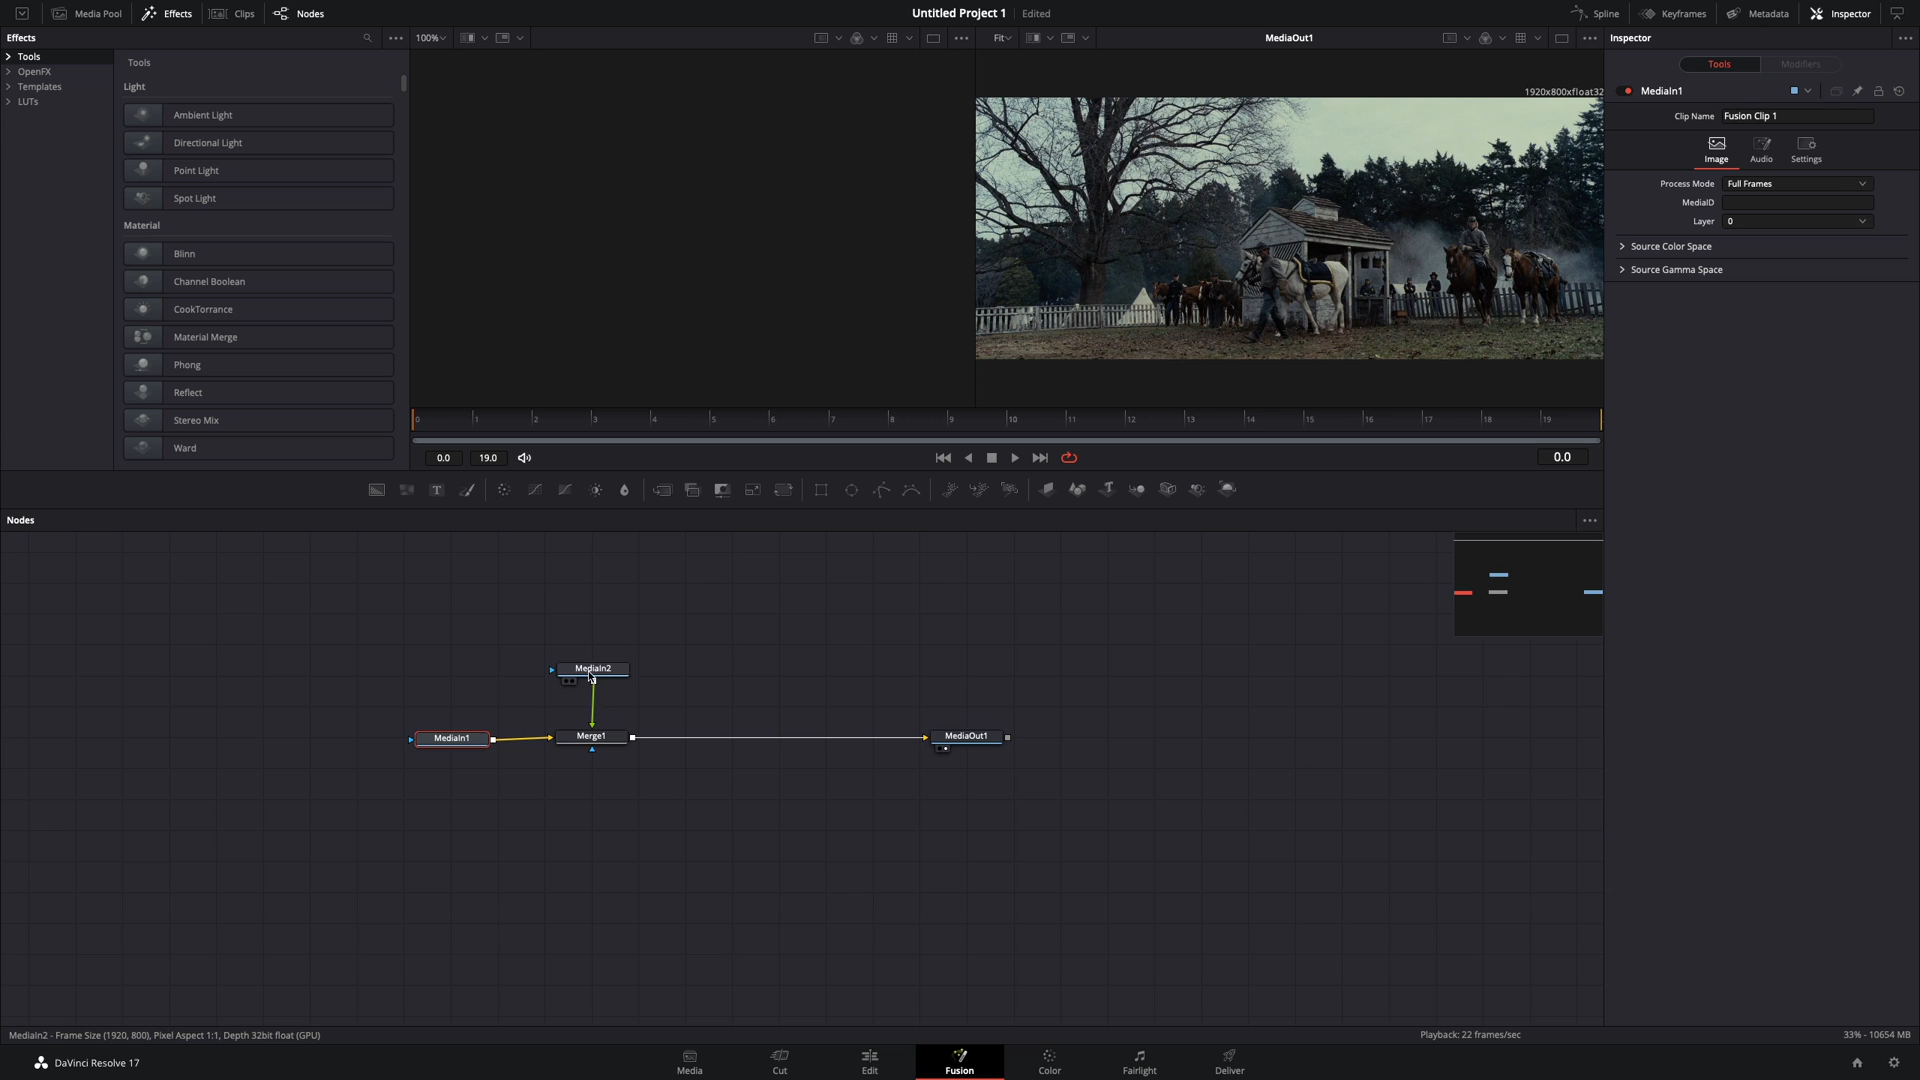 Media Pool Effects Clips Nodes Untitled Project 1 Edited Spline Keyframes Metadata Inspector
Effects
100% Fit MediaOut1 Inspector
Tools
OpenFX
Templates
LUTs
Tools
Light
Ambient Light
Directional Light
Point Light
Spot Light
Material
Blinn
Channel Boolean
CookTorrance
Material Merge
Phong
Reflect
Stereo Mix
Ward
1920x800xfloat32
Tools Modifiers
MediaIn1
Clip Name Fusion Clip 1
Image Audio Settings
Process Mode Full Frames
MediaID
Layer 0
Source Color Space
Source Gamma Space
0 1 2 3 4 5 6 7 8 9 10 11 12 13 14 15 16 17 18 19
0.0 19.0 0.0
T
Nodes
MediaIn2
MediaIn1 Merge1 MediaOut1
MediaIn2 - Frame Size (1920, 800), Pixel Aspect 1:1, Depth 32bit float (GPU) Playback: 22 frames/sec 33% - 10654 MB
DaVinci Resolve 17 Media Cut Edit Fusion Color Fairlight Deliver